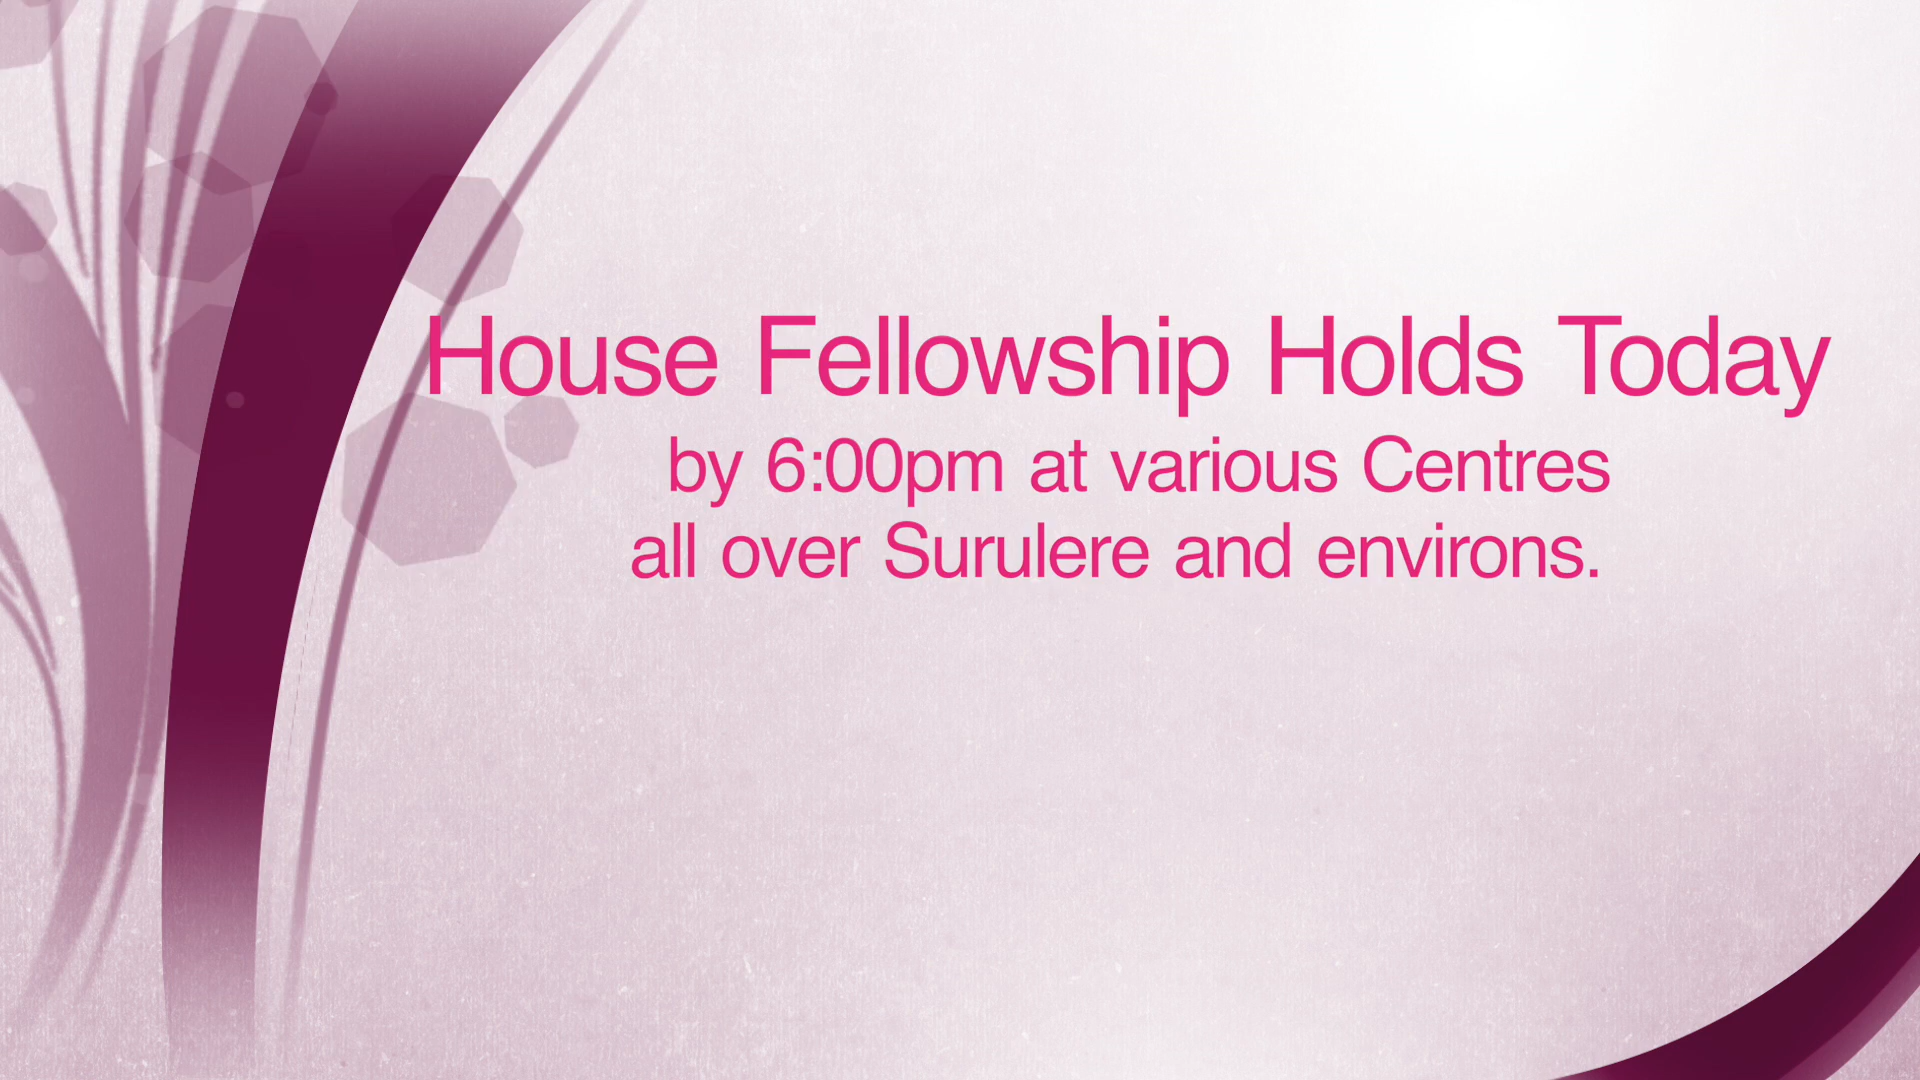 House Fellowship Holds Today
by 6:00pm at various Centres
all over Surulere and environs.